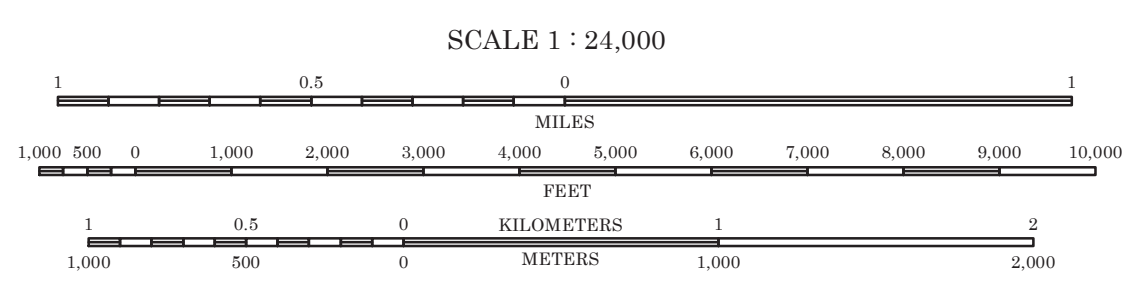 SCALE 1 : 24,000
1 0.5 0 1
MILES
1,000 500 0 1,000 2,000 3,000 4,000 5,000 6,000 7,000 8,000 9,000 10,000
FEET
1 0.5 0 KILOMETERS 1 2
1,000 500 0 METERS 1,000 2,000